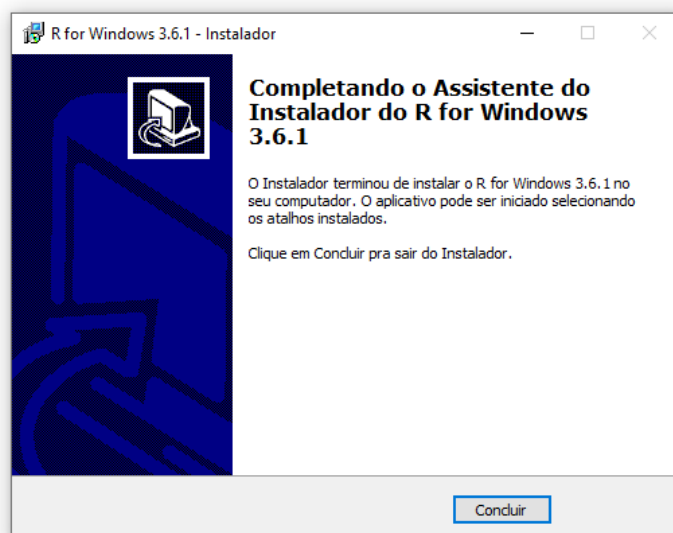 R for Windows 3.6.1 - Instalador
Completando o Assistente do
Instalador do R for Windows
3.6.1
O Instalador terminou de instalar o R for Windows 3.6.1 no
seu computador. O aplicativo pode ser iniciado selecionando
os atalhos instalados.
Clique em Concluir pra sair do Instalador.
Concluir